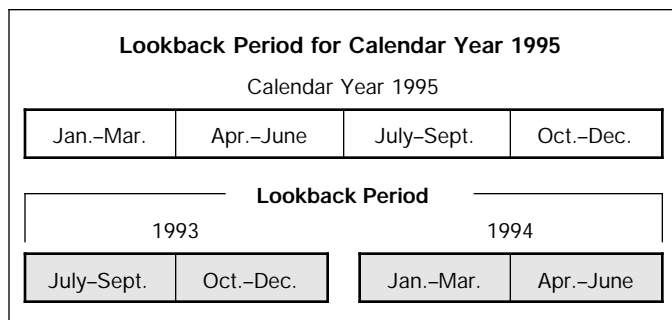 Lookback Period for Calendar Year 1995
Calendar Year 1995
Jan.–Mar. Apr.–June July–Sept. Oct.–Dec.
Lookback Period
1993 1994
July–Sept. Oct.–Dec. Jan.–Mar. Apr.–June